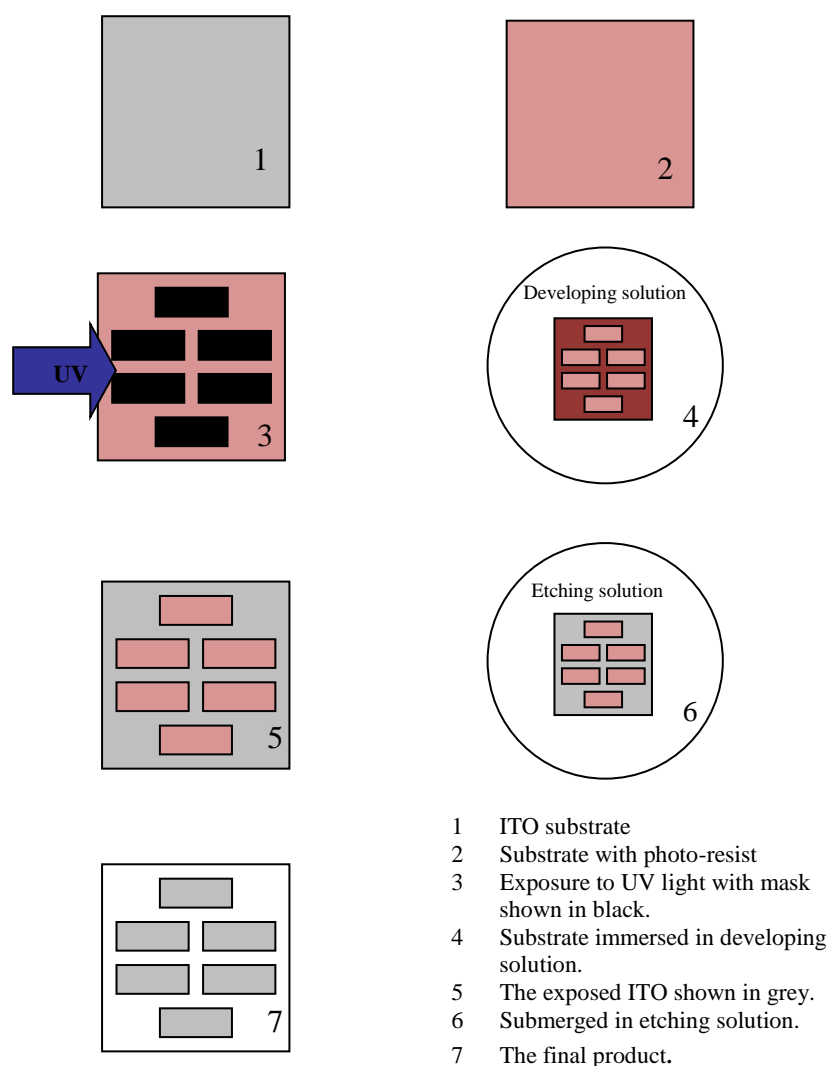 1
2
UV
3
Developing solution
4
5
Etching solution
6
7
1 ITO substrate
2 Substrate with photo-resist
3 Exposure to UV light with mask
shown in black.
4 Substrate immersed in developing
solution.
5 The exposed ITO shown in grey.
6 Submerged in etching solution.
7 The final product.